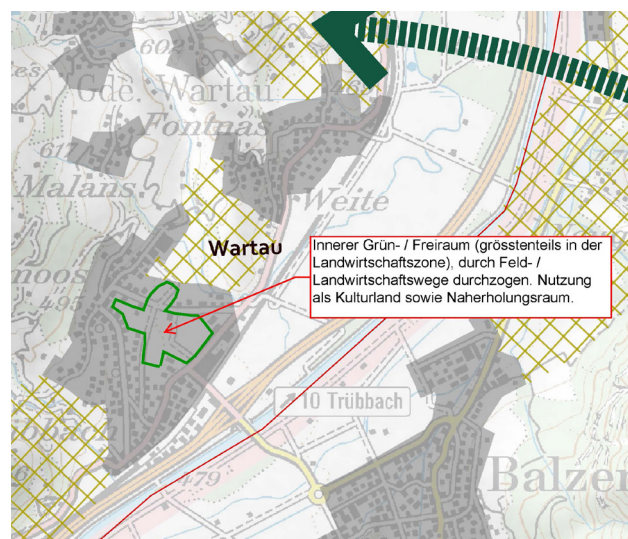 602
Gde. Wartau
Fontnas
617
Malans
Weite
Wartau
Innerer Grün- / Freiraum (grösstenteils in der
Landwirtschaftszone), durch Feld- /
Landwirtschaftswege durchzogen. Nutzung
als Kulturland sowie Naherholungsraum.
moos
495
10 Trübbach
479
Balzer